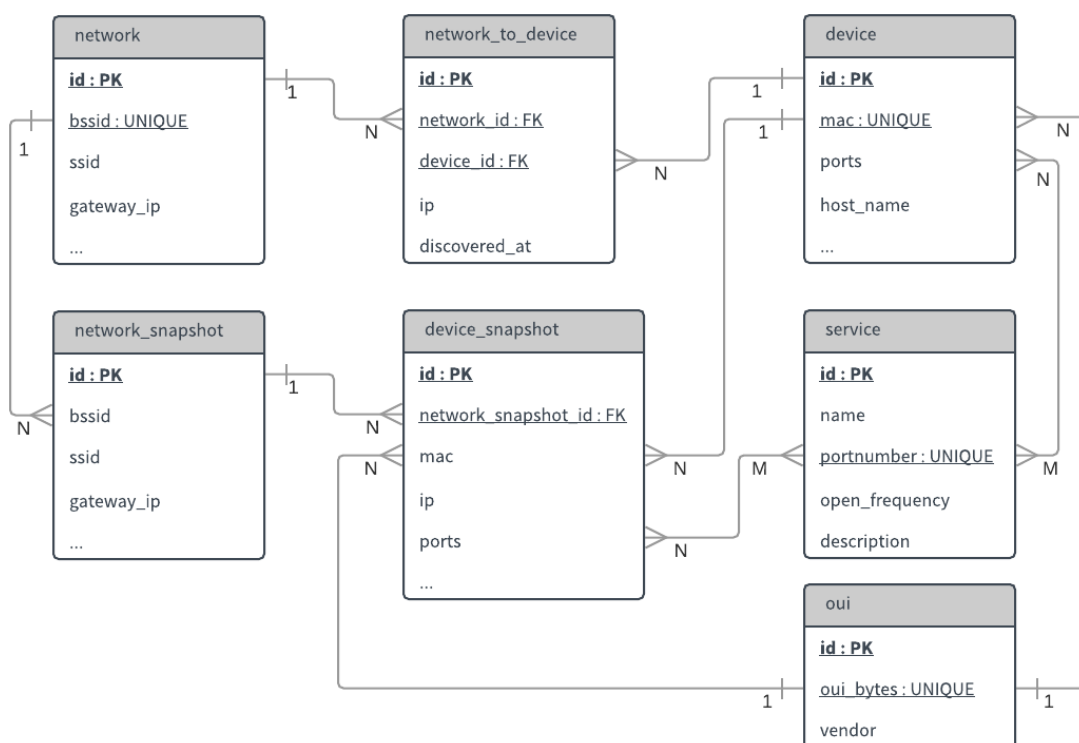 network
id : PK
bssid : UNIQUE
ssid
gateway_ip
...
network_to_device
id : PK
network_id : FK
device_id : FK
ip
discovered_at
device
id : PK
mac : UNIQUE
ports
host_name
...
1
1
N
N
1
1
N
N
network_snapshot
id : PK
bssid
ssid
gateway_ip
...
device_snapshot
id : PK
network_snapshot_id : FK
mac
ip
ports
...
service
id : PK
name
portnumber : UNIQUE
open_frequency
description
N
1
N
N
N
M
N
M
oui
id : PK
oui_bytes : UNIQUE
vendor
1
1